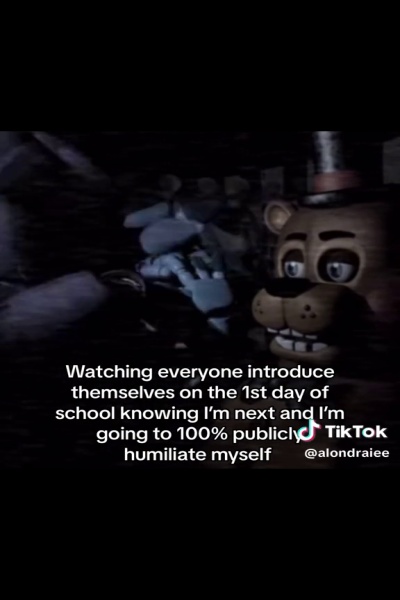 Watching everyone introduce
themselves on the 1st day of
school knowing I'm next and I'm
going to 100% publicly
humiliate myself
TikTok
@alondraiee